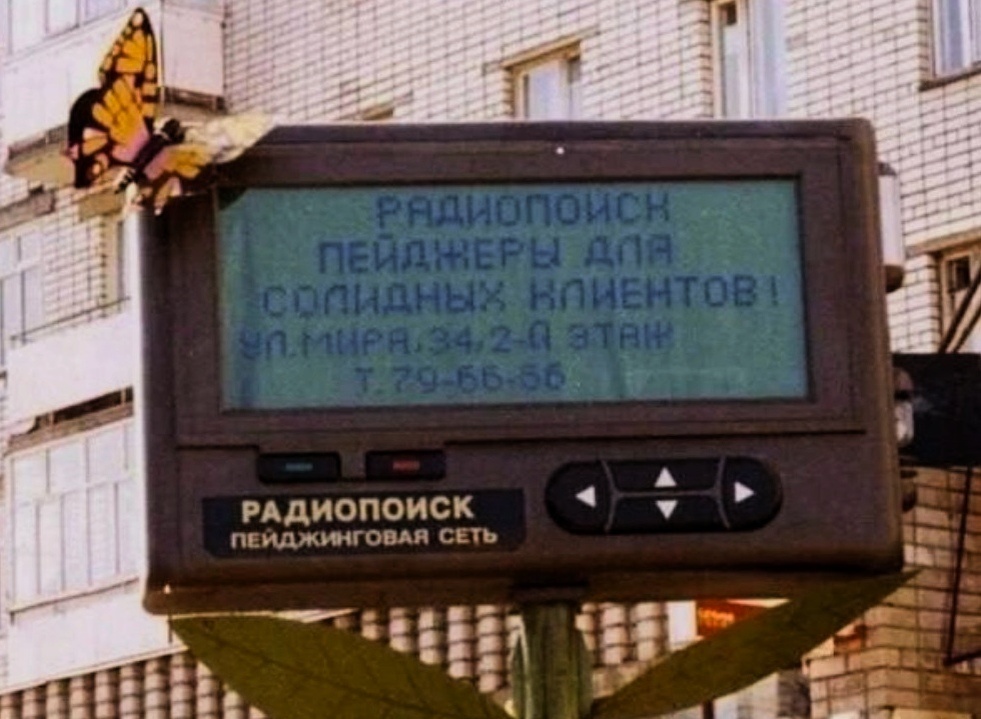 РАДИОПОИСК
ПЕЙДЖЕРЫ ДЛЯ
СОЛИДНЫХ КЛИЕНТОВ!
УЛ.МИРА,34,2-Й ЭТАЖ
Т.79-66-66
РАДИОПОИСК
ПЕЙДЖИНГОВАЯ СЕТЬ